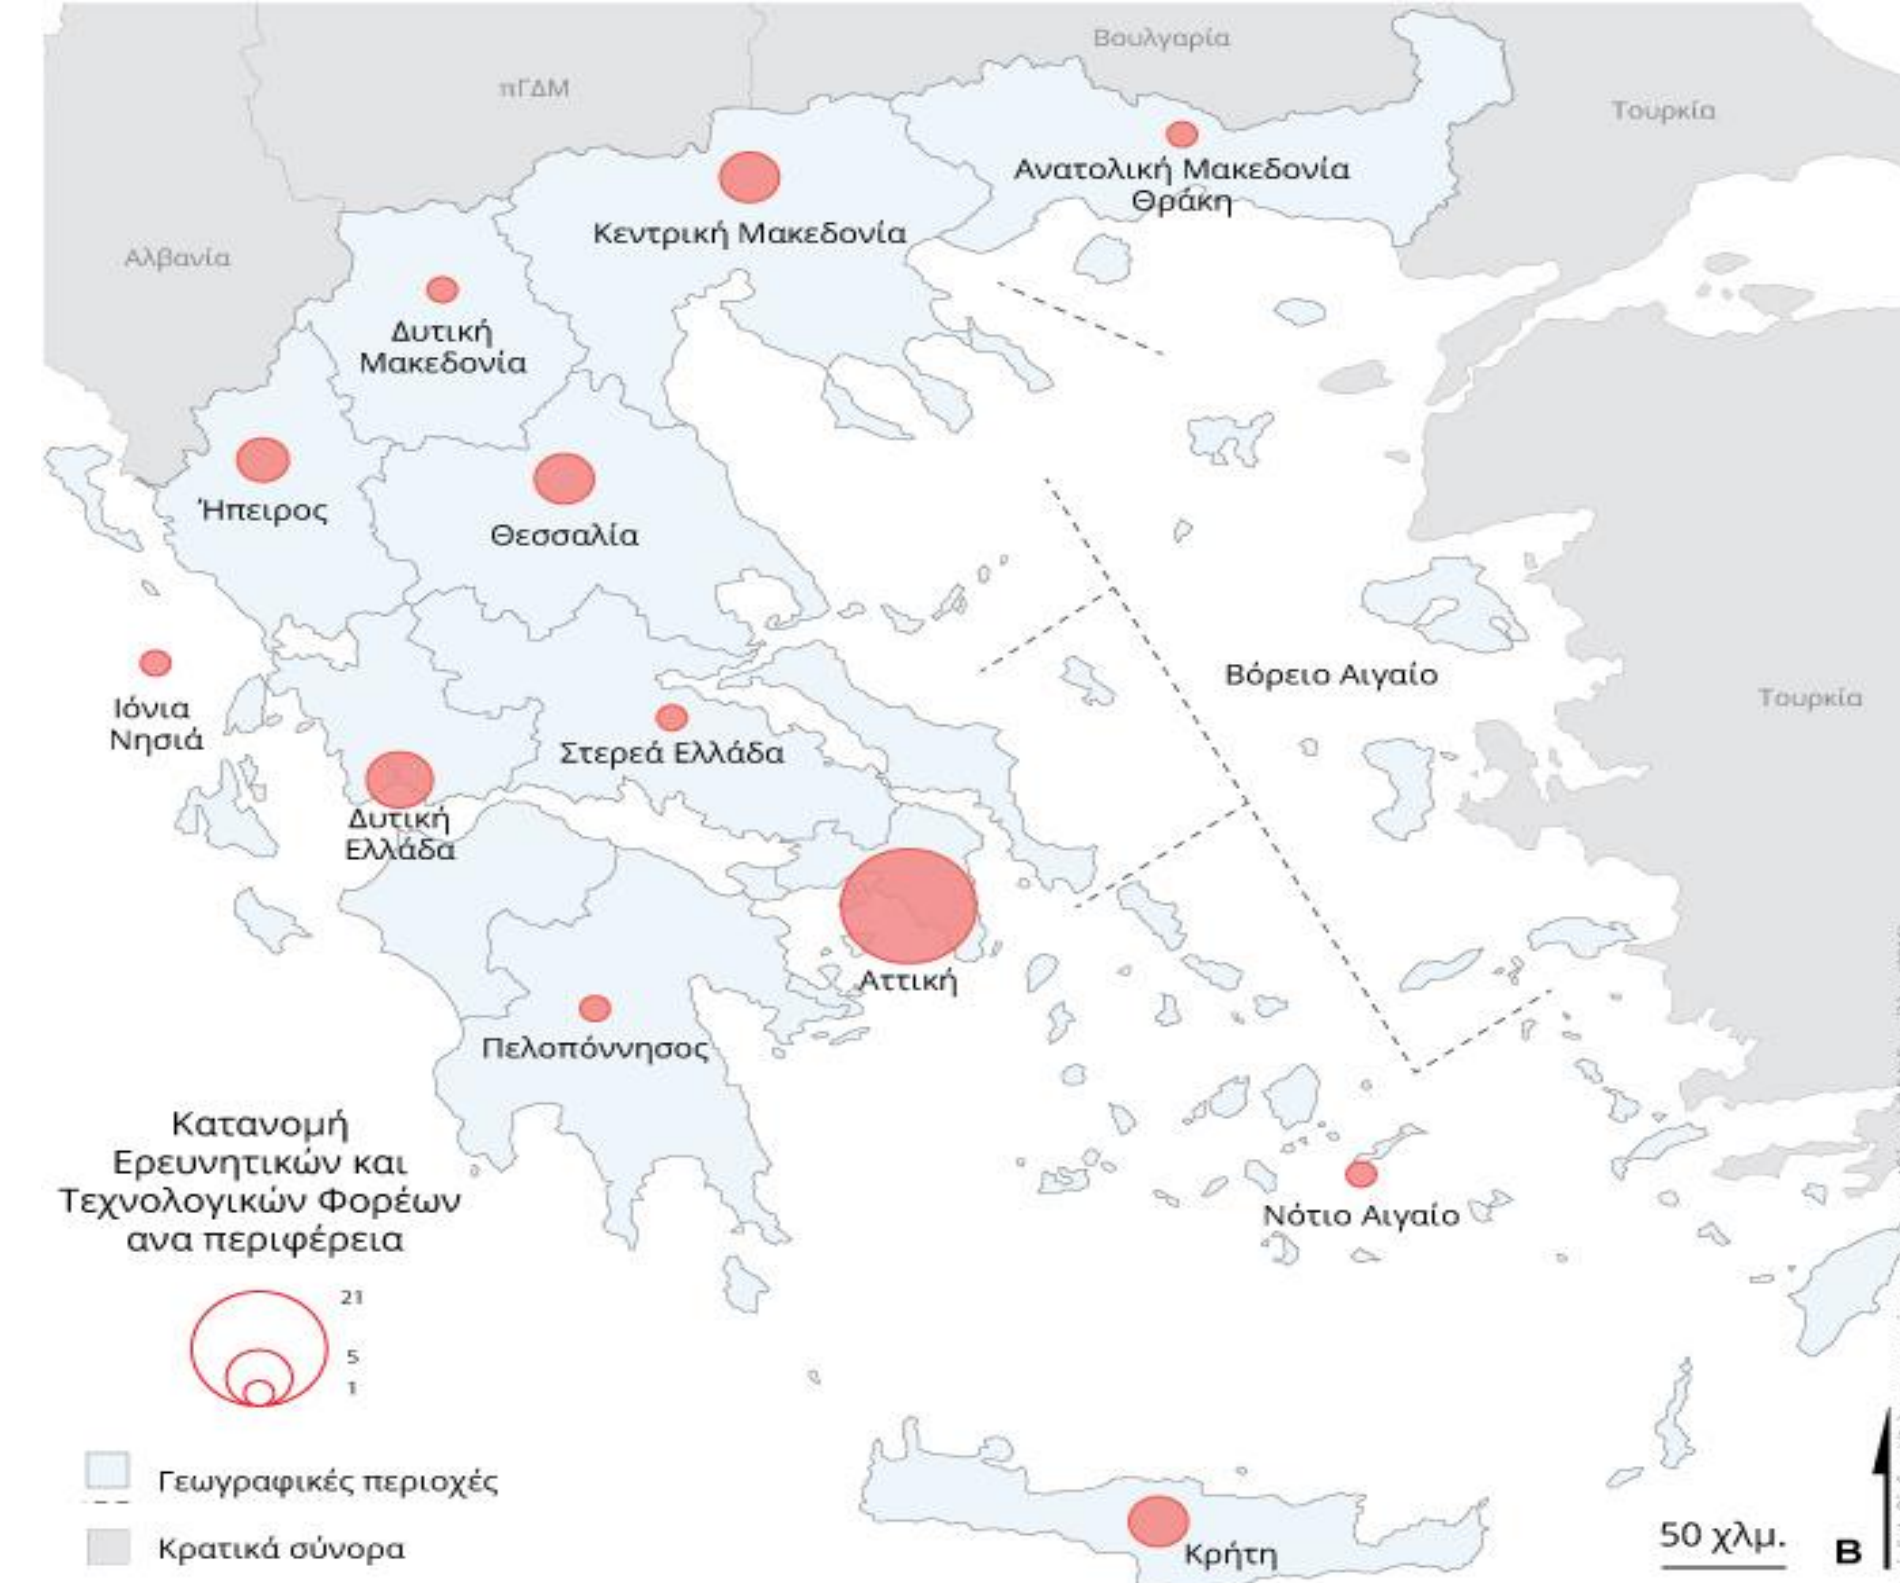 Βουλγαρία
πΓΔΜ
Τουρκία
Ανατολική Μακεδονία
Θράκη
Κεντρική Μακεδονία
Αλβανία
Δυτική
Μακεδονία
Ήπειρος
Θεσσαλία
Βόρειο Αιγαίο
Τουρκία
Ιόνια
Νησιά
Στερεά Ελλάδα
Δυτική
Ελλάδα
Αττική
Πελοπόννησος
Κατανομή
Ερευνητικών και
Τεχνολογικών Φορέων
ανα περιφέρεια
21
5
1
Νότιο Αιγαίο
Γεωγραφικές περιοχές
Κρατικά σύνορα
Κρήτη
50 χλμ.
Β